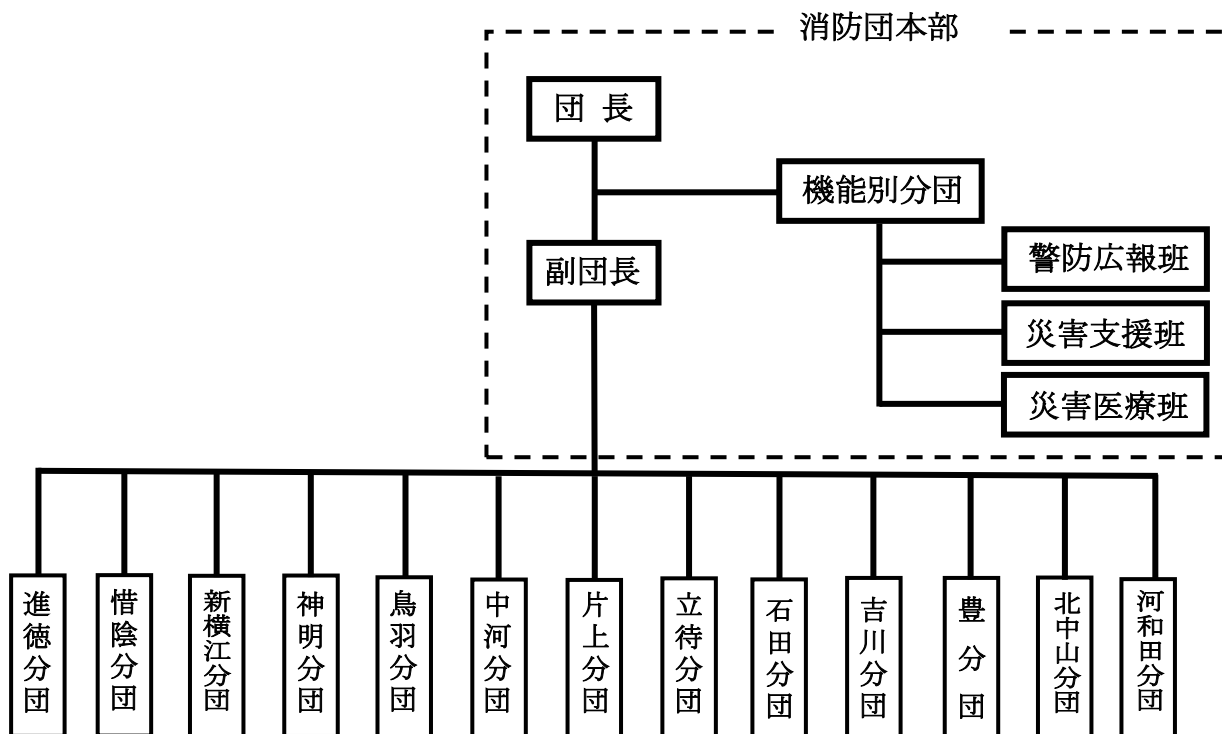 消防団本部
団 長
機能別分団
副団長
警防広報班
災害支援班
災害医療班
進徳分団
惜陰分団
新横江分団
神明分団
鳥羽分団
中河分団
片上分団
立待分団
石田分団
吉川分団
豊分団
北中山分団
河和田分団